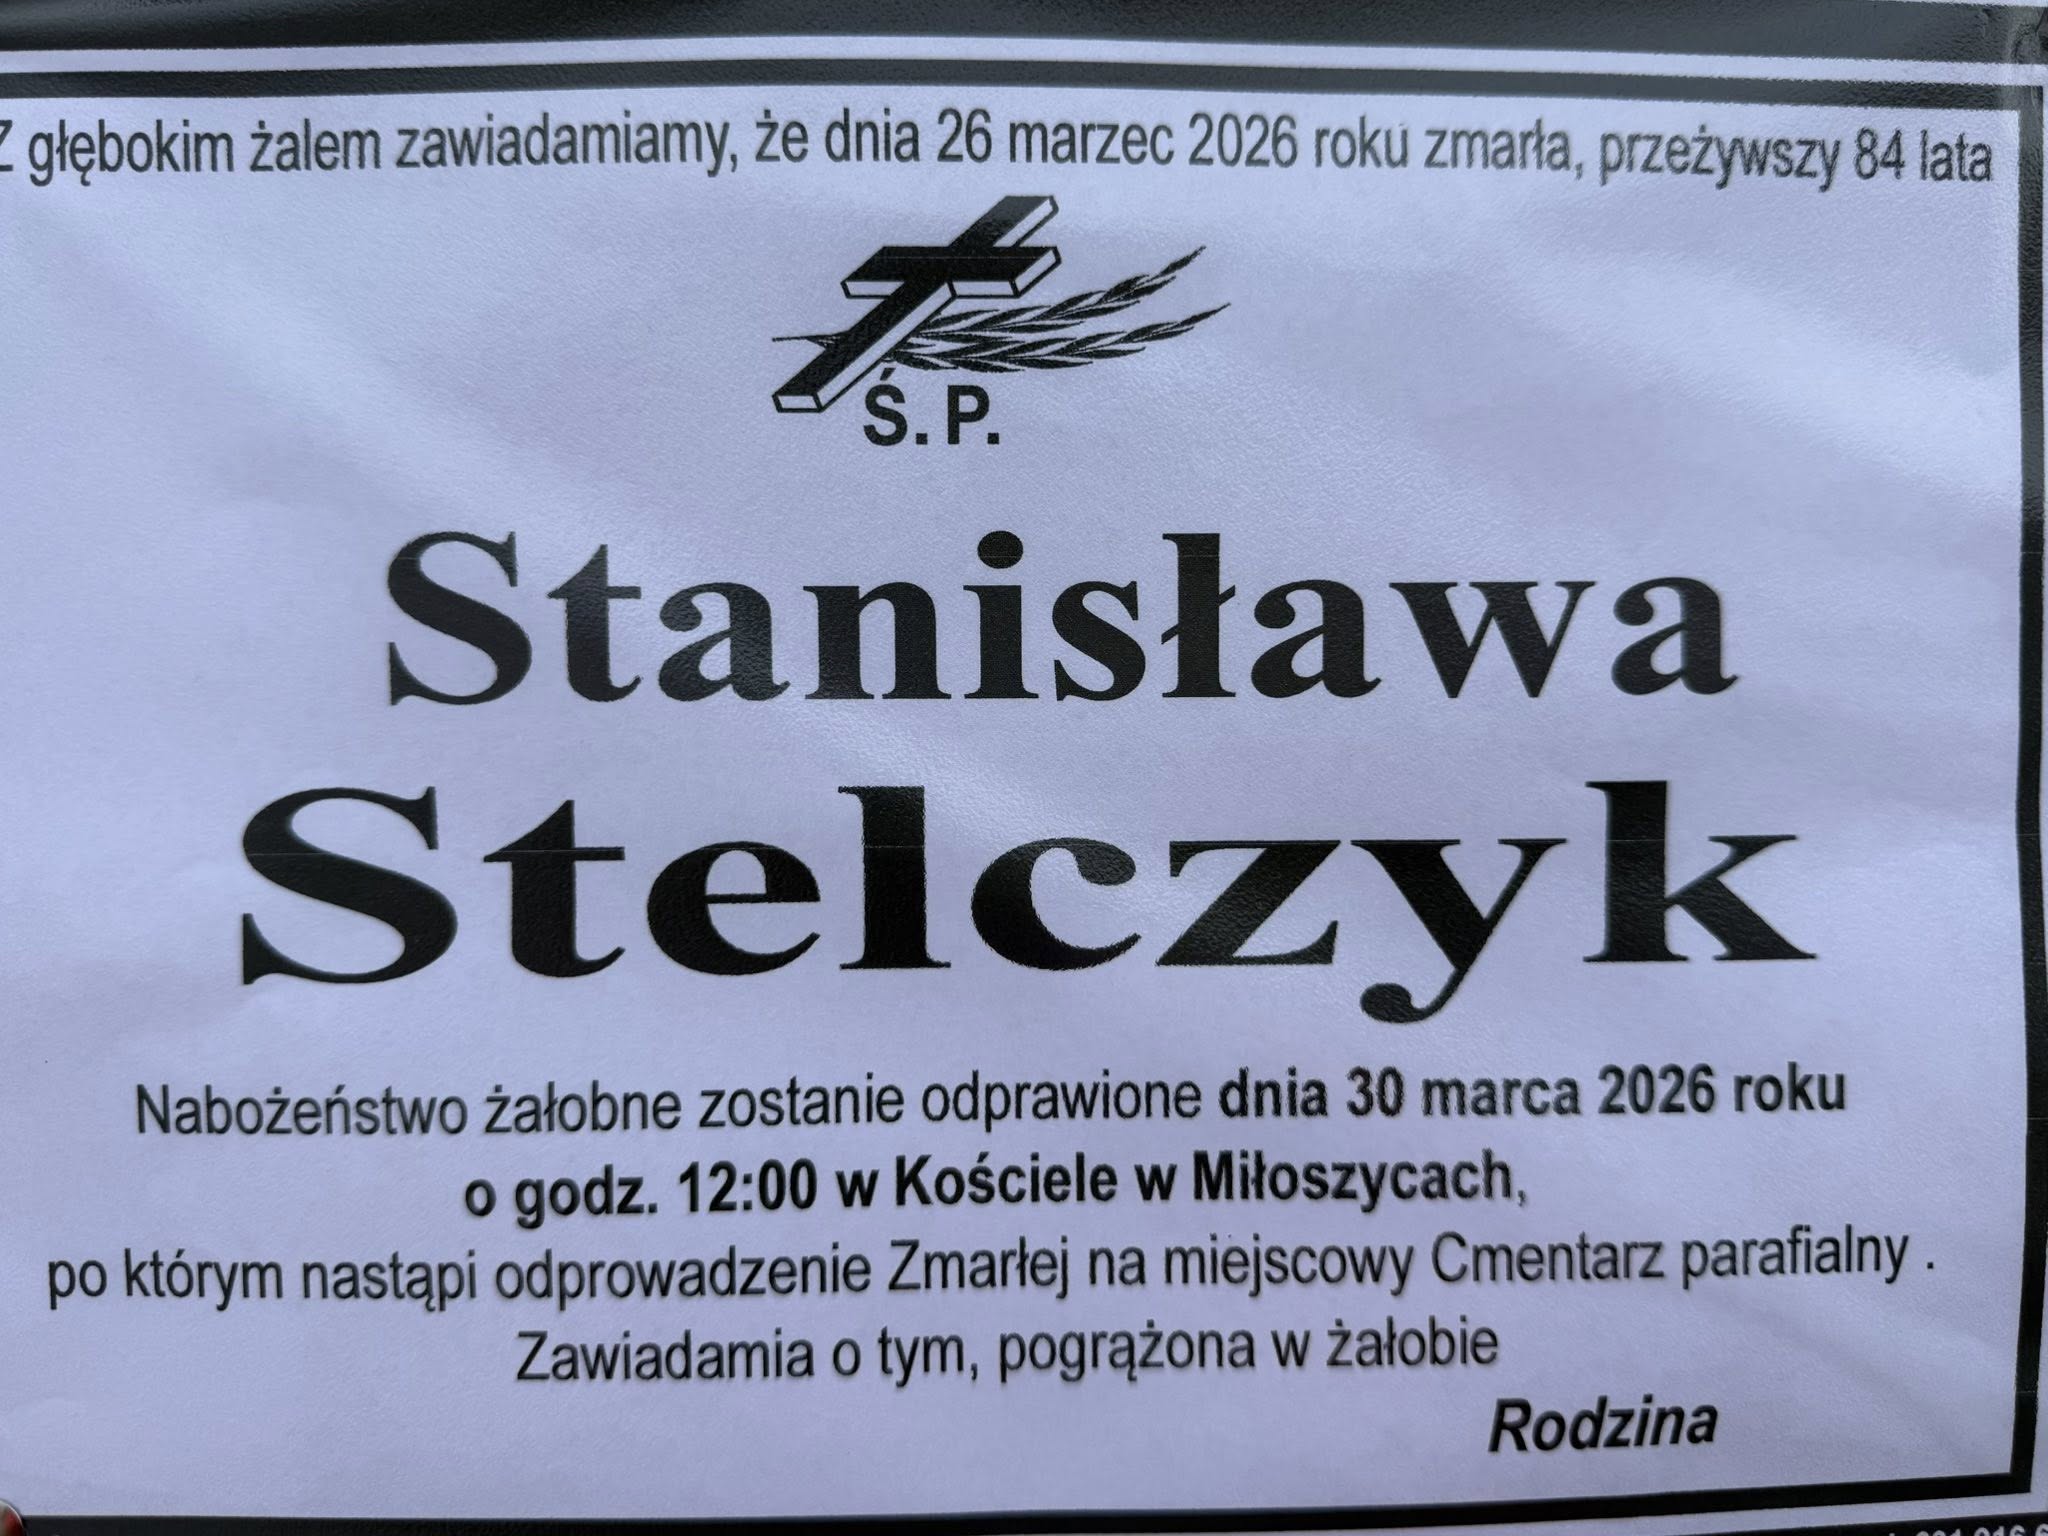 Z głębokim żalem zawiadamiamy, że dnia 26 marzec 2026 roku zmarła, przeżywszy 84 lata
Ś. P.
Stanisława
Stelczyk
Nabożeństwo żałobne zostanie odprawione dnia 30 marca 2026 roku
o godz. 12:00 w Kościele w Miłoszycach,
po którym nastąpi odprowadzenie Zmarłej na miejscowy Cmentarz parafialny .
Zawiadamia o tym, pogrążona w żałobie
Rodzina